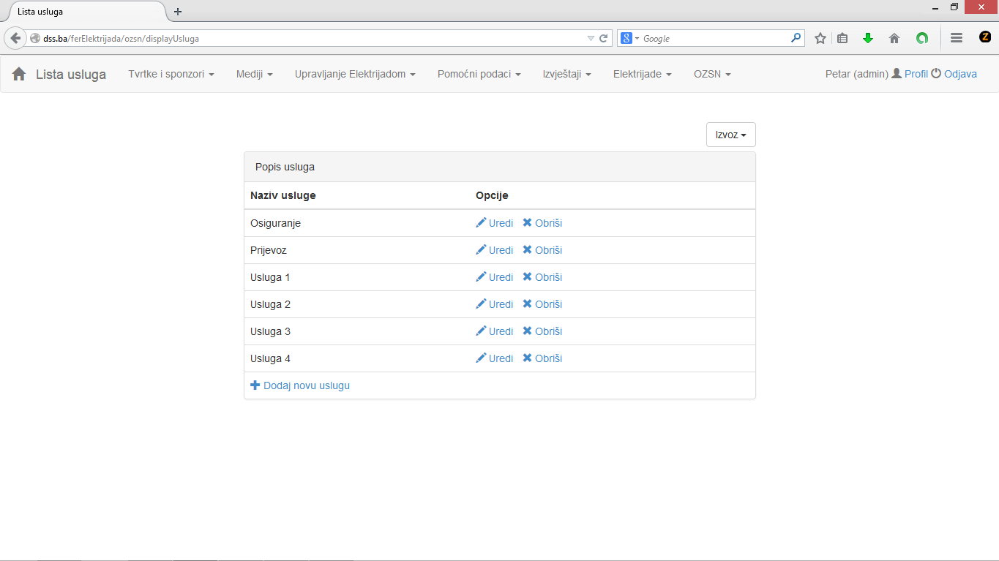 Lista usluga
dss.ba/ferElektrijada/ozsn/displayUsluga
Google
Lista usluga Tvrtke i sponzori Mediji Upravljanje Elektrijadom Pomoćni podaci Izvještaji Elektrijade OZSN Petar (admin) Profil Odjava
Izvoz
Popis usluga
Naziv usluge Opcije
Osiguranje Uredi Obriši
Prijevoz Uredi Obriši
Usluga 1 Uredi Obriši
Usluga 2 Uredi Obriši
Usluga 3 Uredi Obriši
Usluga 4 Uredi Obriši
Dodaj novu uslugu